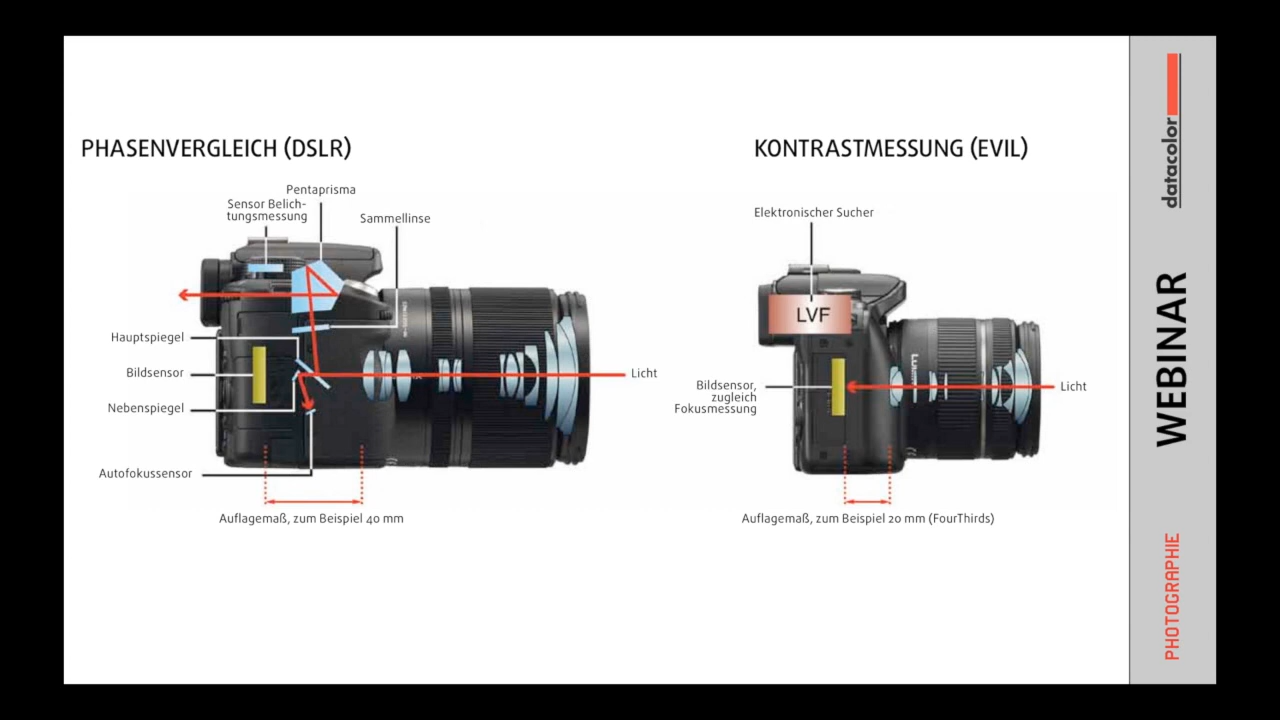 PHASENVERGLEICH (DSLR)
Pentaprisma
Sensor Belich-
tungsmessung
Sammellinse
Hauptspiegel
Bildsensor
Nebenspiegel
Autofokussensor
Licht
Auflagemaß, zum Beispiel 40 mm
KONTRASTMESSUNG (EVIL)
Elektronischer Sucher
LVF
Bildsensor,
zugleich
Fokusmessung
Licht
Auflagemaß, zum Beispiel 20 mm (FourThirds)
datacolor
WEBINAR
PHOTOGRAPHIE